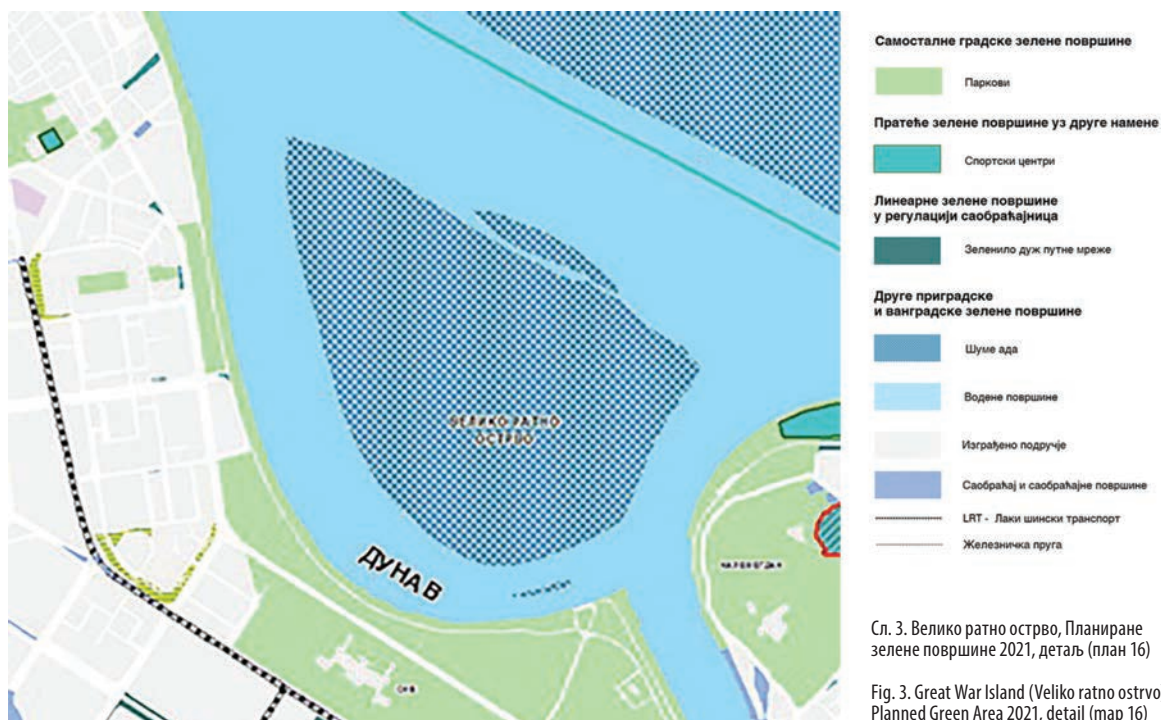 ВЕЛИКО РАТНО
ОСТРВО
ДУНАВ
Самосталне градске зелене површине
Паркови
Пратеће зелене површине уз друге намене
Спортски центри
Линеарне зелене површине
у регулацији саобраћајница
Зеленило дуж путне мреже
Друге приградске
и ванградске зелене површине
Шуме ада
Водене површине
Изграђено подручје
Саобраћај и саобраћајне површине
LRT - Лаки шински транспорт
Железничка пруга
Сл. 3. Велико ратно острво, Планиране
зелене површине 2021, детаљ (план 16)
Fig. 3. Great War Island (Veliko ratno ostrvo
Planned Green Area 2021, detail (map 16)